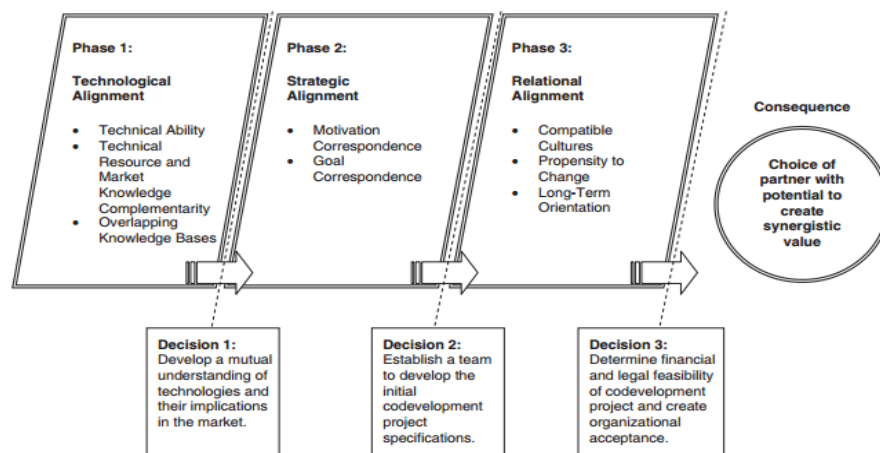 Phase 1:
Technological
Alignment
• Technical Ability
• Technical
Resource and
Market
Knowledge
Complementarity
• Overlapping
Knowledge Bases
Phase 2:
Strategic
Alignment
• Motivation
Correspondence
• Goal
Correspondence
Phase 3:
Relational
Alignment
• Compatible
Cultures
• Propensity to
Change
• Long-Term
Orientation
Consequence
Choice of
partner with
potential to
create
synergistic
value
Decision 1:
Develop a mutual
understanding of
technologies and
their implications
in the market.
Decision 2:
Establish a team
to develop the
initial
codevelopment
project
specifications.
Decision 3:
Determine financial
and legal feasibility
of codevelopment
project and create
organizational
acceptance.